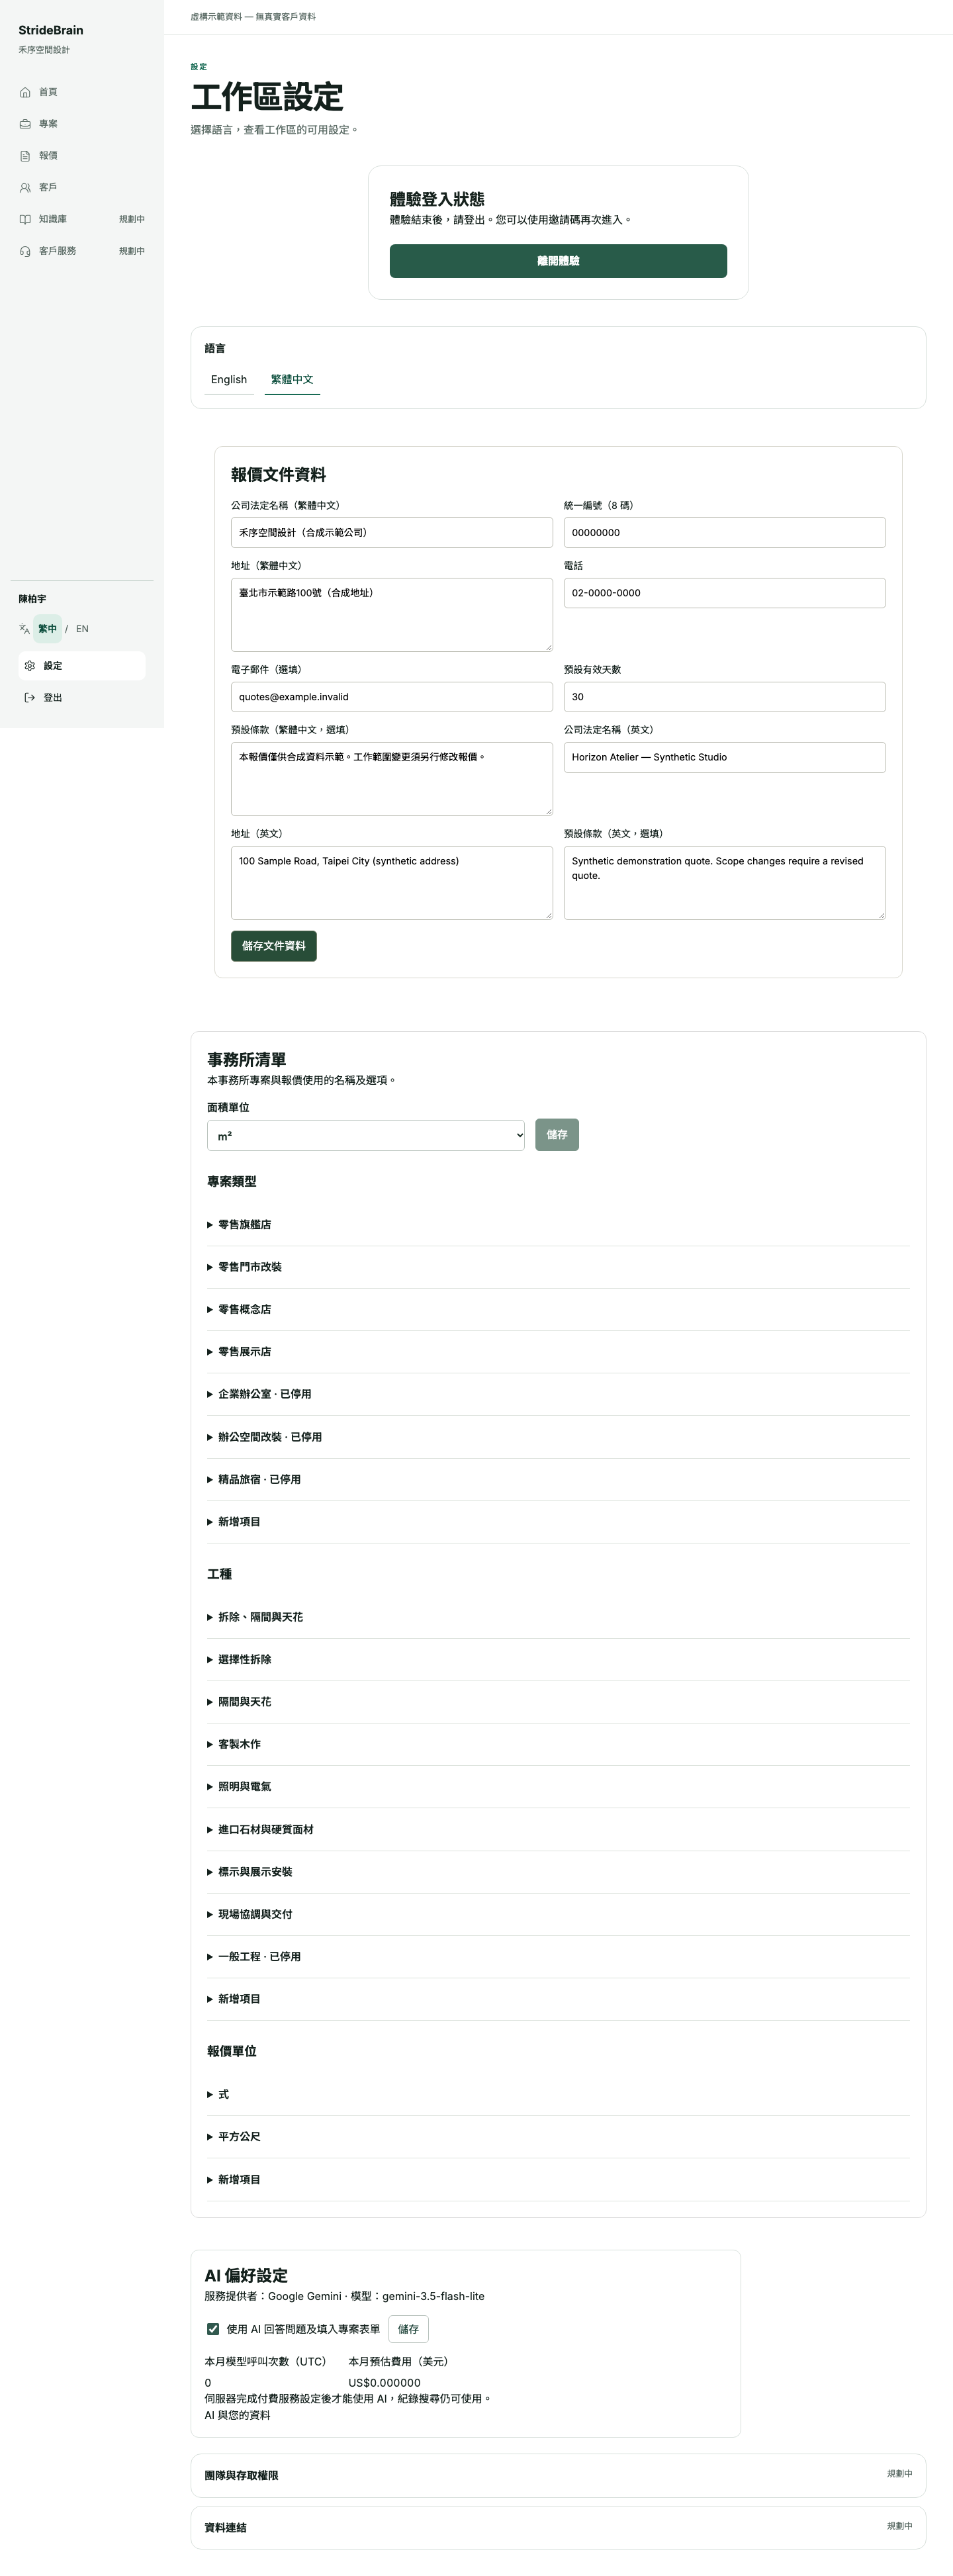 StrideBrain
禾序空間設計
首頁
專案
報價
客戶
知識庫 規劃中
客戶服務 規劃中
陳柏宇
繁中 / EN
設定
登出
虛構示範資料 — 無真實客戶資料
設定
工作區設定
選擇語言，查看工作區的可用設定。
體驗登入狀態
體驗結束後，請登出。您可以使用邀請碼再次進入。
離開體驗
語言
English 繁體中文
報價文件資料
公司法定名稱（繁體中文） 統一編號（8 碼）
禾序空間設計（合成示範公司） 00000000
地址（繁體中文） 電話
臺北市示範路100號（合成地址） 02-0000-0000
電子郵件（選填） 預設有效天數
quotes@example.invalid 30
預設條款（繁體中文，選填） 公司法定名稱（英文）
本報價僅供合成資料示範。工作範圍變更須另行修改報價。 Horizon Atelier — Synthetic Studio
地址（英文） 預設條款（英文，選填）
100 Sample Road, Taipei City (synthetic address) Synthetic demonstration quote. Scope changes require a revised
quote.
儲存文件資料
事務所清單
本事務所專案與報價使用的名稱及選項。
面積單位
m² 儲存
專案類型
零售旗艦店
零售門市改裝
零售概念店
零售展示店
企業辦公室 · 已停用
辦公空間改裝 · 已停用
精品旅宿 · 已停用
新增項目
工種
拆除、隔間與天花
選擇性拆除
隔間與天花
客製木作
照明與電氣
進口石材與硬質面材
標示與展示安裝
現場協調與交付
一般工程 · 已停用
新增項目
報價單位
式
平方公尺
新增項目
AI 偏好設定
服務提供者：Google Gemini · 模型：gemini-3.5-flash-lite
使用 AI 回答問題及填入專案表單 儲存
本月模型呼叫次數（UTC） 本月預估費用（美元）
0 US$0.000000
伺服器完成付費服務設定後才能使用 AI，紀錄搜尋仍可使用。
AI 與您的資料
團隊與存取權限 規劃中
資料連結 規劃中